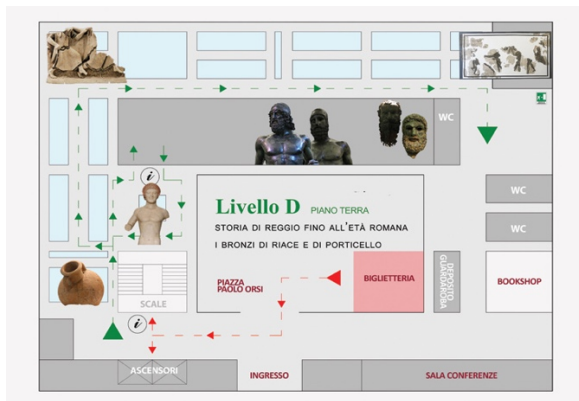 WC
i
Livello D PIANO TERRA
STORIA DI REGGIO FINO ALL'ETÀ ROMANA
I BRONZI DI RIACE E DI PORTICELLO
WC
WC
PIAZZA
PAOLO ORSI
BIGLIETTERIA
DEPOSITO
GUARDAROBA
BOOKSHOP
SCALE
i
ASCENSORI
INGRESSO
SALA CONFERENZE